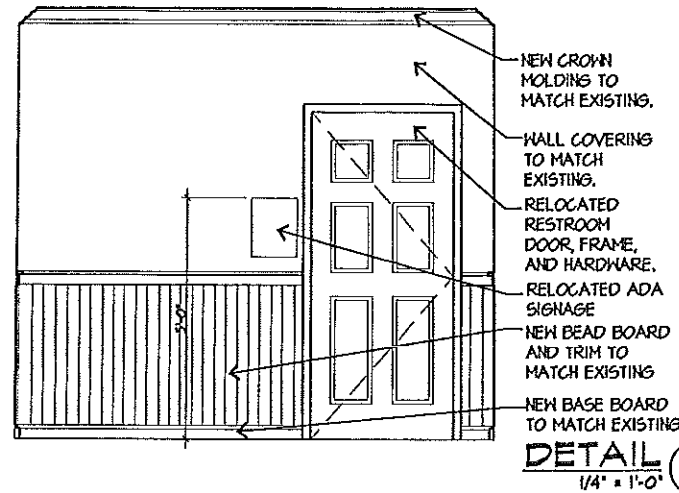 NEW CROWN
MOLDING TO
MATCH EXISTING.
WALL COVERING
TO MATCH
EXISTING.
RELOCATED
RESTROOM
DOOR, FRAME,
AND HARDWARE.
RELOCATED ADA
SIGNAGE
NEW BEAD BOARD
AND TRIM TO
MATCH EXISTING
NEW BASE BOARD
TO MATCH EXISTING
5'-0"
DETAIL
1/4" = 1'-0"